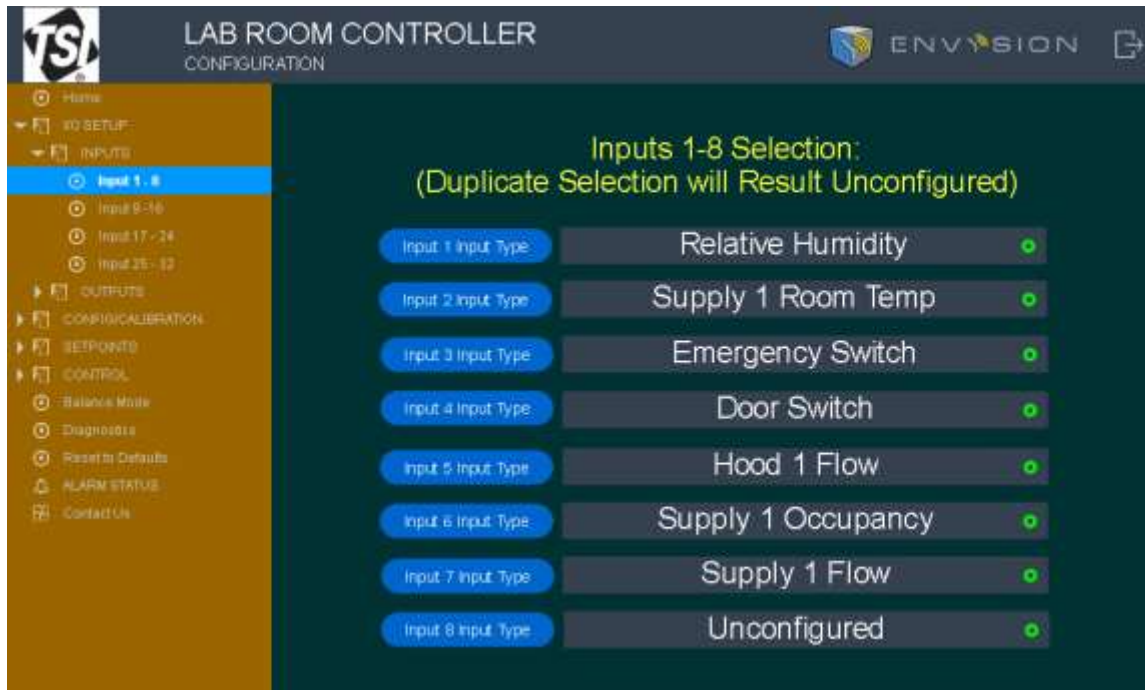 TSI
LAB ROOM CONTROLLER
CONFIGURATION
ENVYSION
Home
I/O SETUP
INPUTS
Input 1 - 8
Input 9 -16
Input 17 - 24
Input 25 - 32
OUTPUTS
CONFIG/CALIBRATION
SETPOINTS
CONTROL
Balance Mode
Diagnostics
Reset to Defaults
ALARM STATUS
Contact Us
Inputs 1-8 Selection:
(Duplicate Selection will Result Unconfigured)
Input 1 Input Type Relative Humidity
Input 2 Input Type Supply 1 Room Temp
Input 3 Input Type Emergency Switch
Input 4 Input Type Door Switch
Input 5 Input Type Hood 1 Flow
Input 6 Input Type Supply 1 Occupancy
Input 7 Input Type Supply 1 Flow
Input 8 Input Type Unconfigured